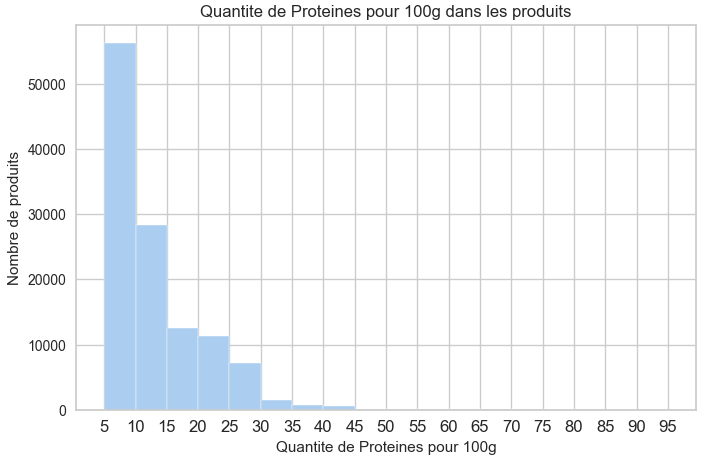 Quantite de Proteines pour 100g dans les produits
Nombre de produits
50000
40000
30000
20000
10000
0
5 10 15 20 25 30 35 40 45 50 55 60 65 70 75 80 85 90 95
Quantite de Proteines pour 100g